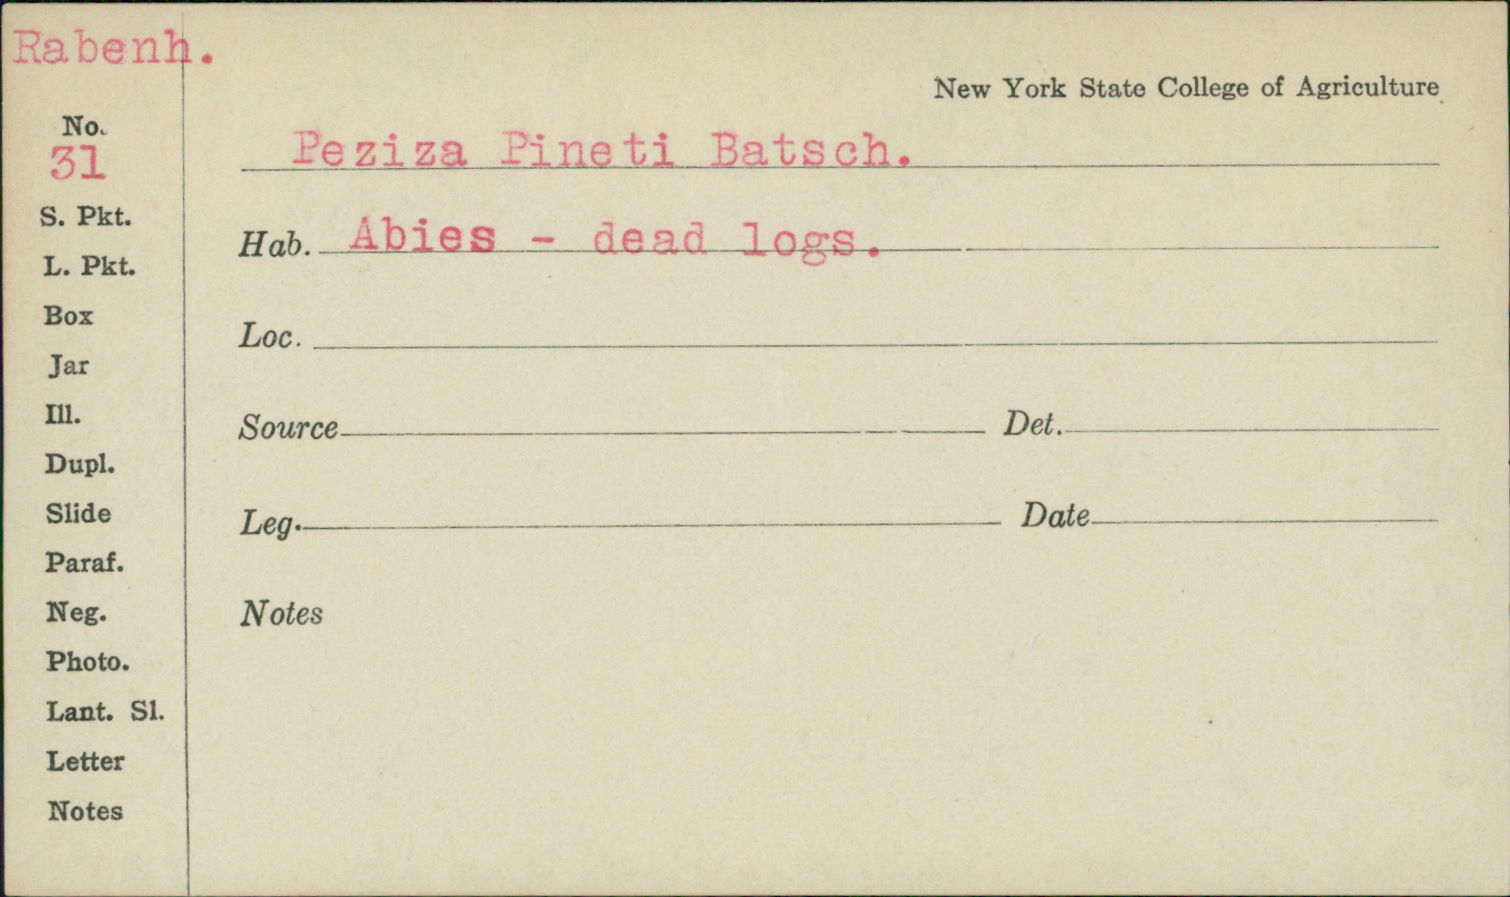 Rabenh.
New York State College of Agriculture
No.
31
Peziza Pineti Batsch.
S. Pkt.
Hab. Abies - dead logs.
L. Pkt.
Box
Loc.
Jar
Ill.
Source Det.
Dupl.
Slide
Leg. Date
Paraf.
Neg.
Notes
Photo.
Lant. Sl.
Letter
Notes